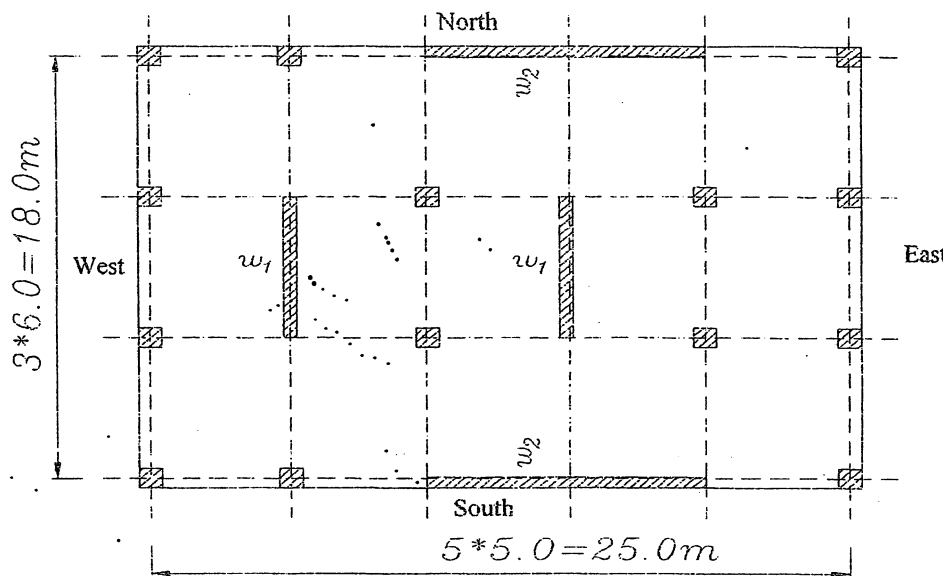 North
w2
3*6.0=18.0m
West
w1
w1
East
w2
South
5*5.0=25.0m